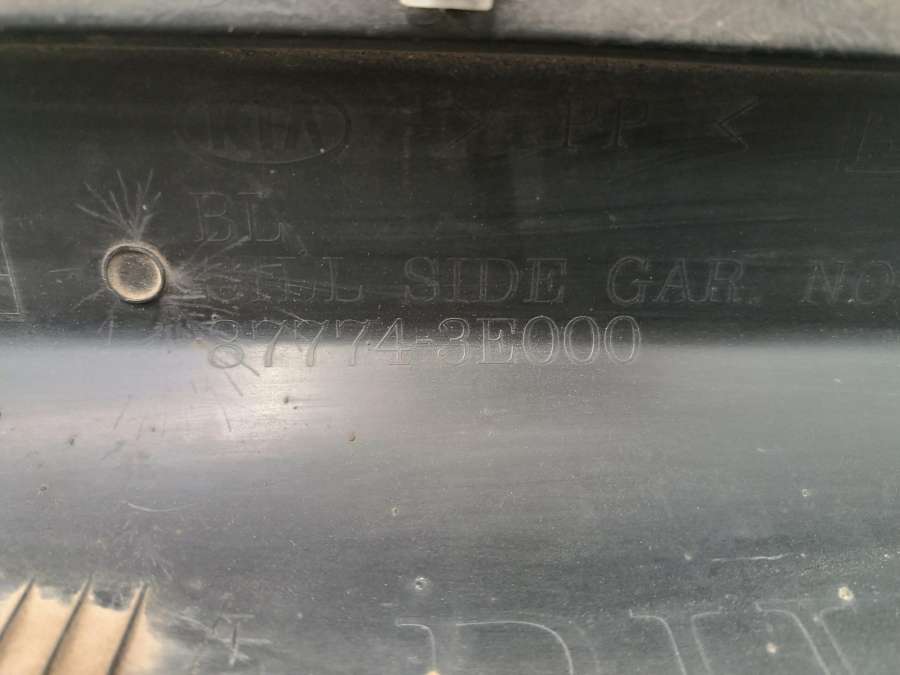 KIA >PP<
BL
SILL SIDE GAR. NO
87774-3E000